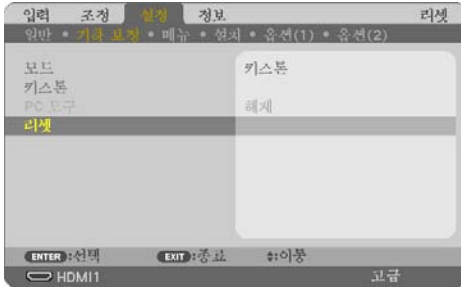 입력 조정 설정 정보 리셋
일반 • 기하 보정 • 메뉴 • 설치 • 옵션(1) • 옵션(2)
모드 키스톤
키스톤
PC 도구 해제
리셋
ENTER :선택 EXIT :종료 :이동
HDMI1 고급